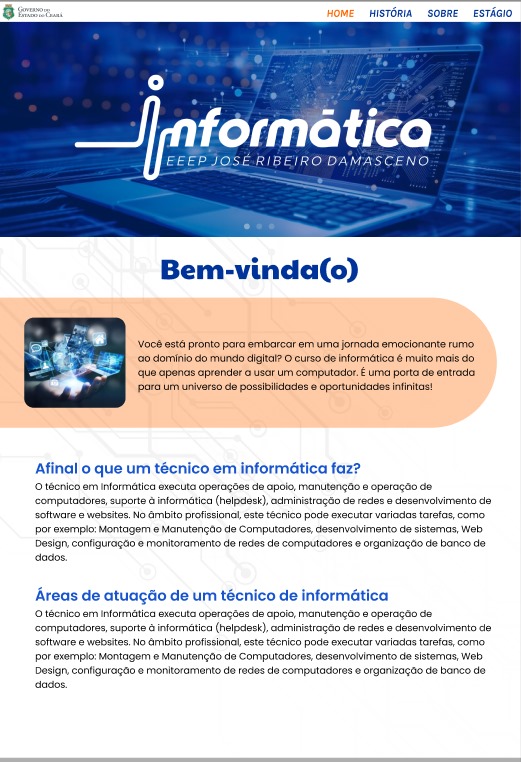 GOVERNO DO
ESTADO DO CEARÁ
HOME HISTÓRIA SOBRE ESTÁGIO
informática
EEEP JOSÉ RIBEIRO DAMASCENO
Bem-vinda(o)
Você está pronto para embarcar em uma jornada emocionante rumo
ao domínio do mundo digital? O curso de informática é muito mais do
que apenas aprender a usar um computador. É uma porta de entrada
para um universo de possibilidades e oportunidades infinitas!
Afinal o que um técnico em informática faz?
O técnico em Informática executa operações de apoio, manutenção e operação de
computadores, suporte à informática (helpdesk), administração de redes e desenvolvimento de
software e websites. No âmbito profissional, este técnico pode executar variadas tarefas, como
por exemplo: Montagem e Manutenção de Computadores, desenvolvimento de sistemas, Web
Design, configuração e monitoramento de redes de computadores e organização de banco de
dados.
Áreas de atuação de um técnico de informática
O técnico em Informática executa operações de apoio, manutenção e operação de
computadores, suporte à informática (helpdesk), administração de redes e desenvolvimento de
software e websites. No âmbito profissional, este técnico pode executar variadas tarefas, como
por exemplo: Montagem e Manutenção de Computadores, desenvolvimento de sistemas, Web
Design, configuração e monitoramento de redes de computadores e organização de banco de
dados.